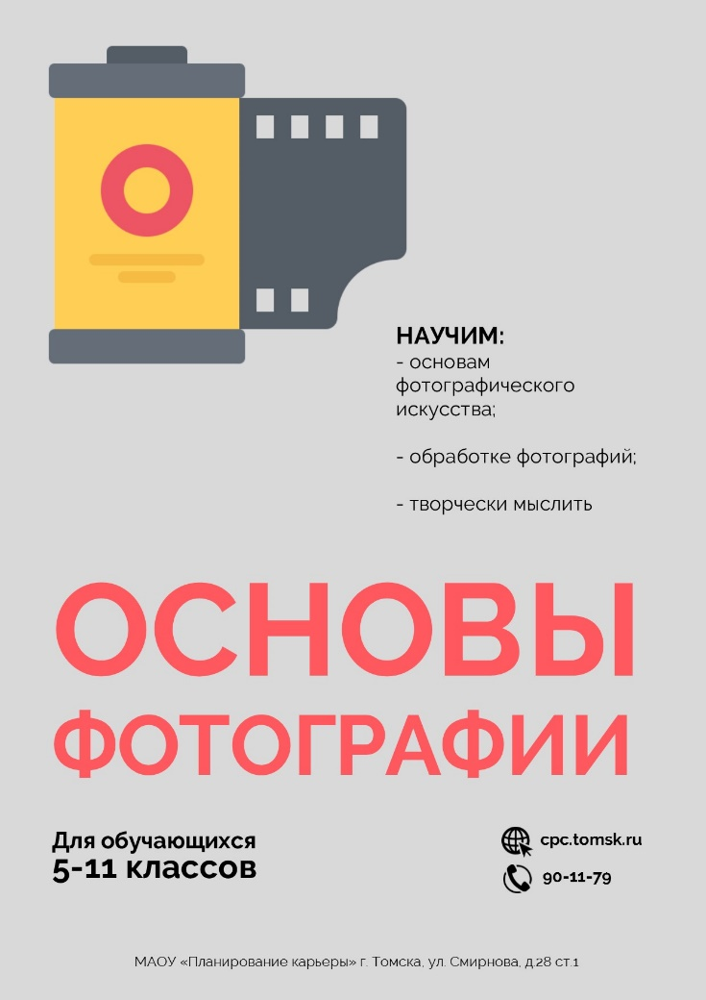 НАУЧИМ:
- основам
фотографического
искусства;
- обработке фотографий;
- творчески мыслить
ОСНОВЫ
ФОТОГРАФИИ
Для обучающихся
5-11 классов
cpc.tomsk.ru
90-11-79
МАОУ «Планирование карьеры» г. Томска, ул. Смирнова, д.28 ст.1